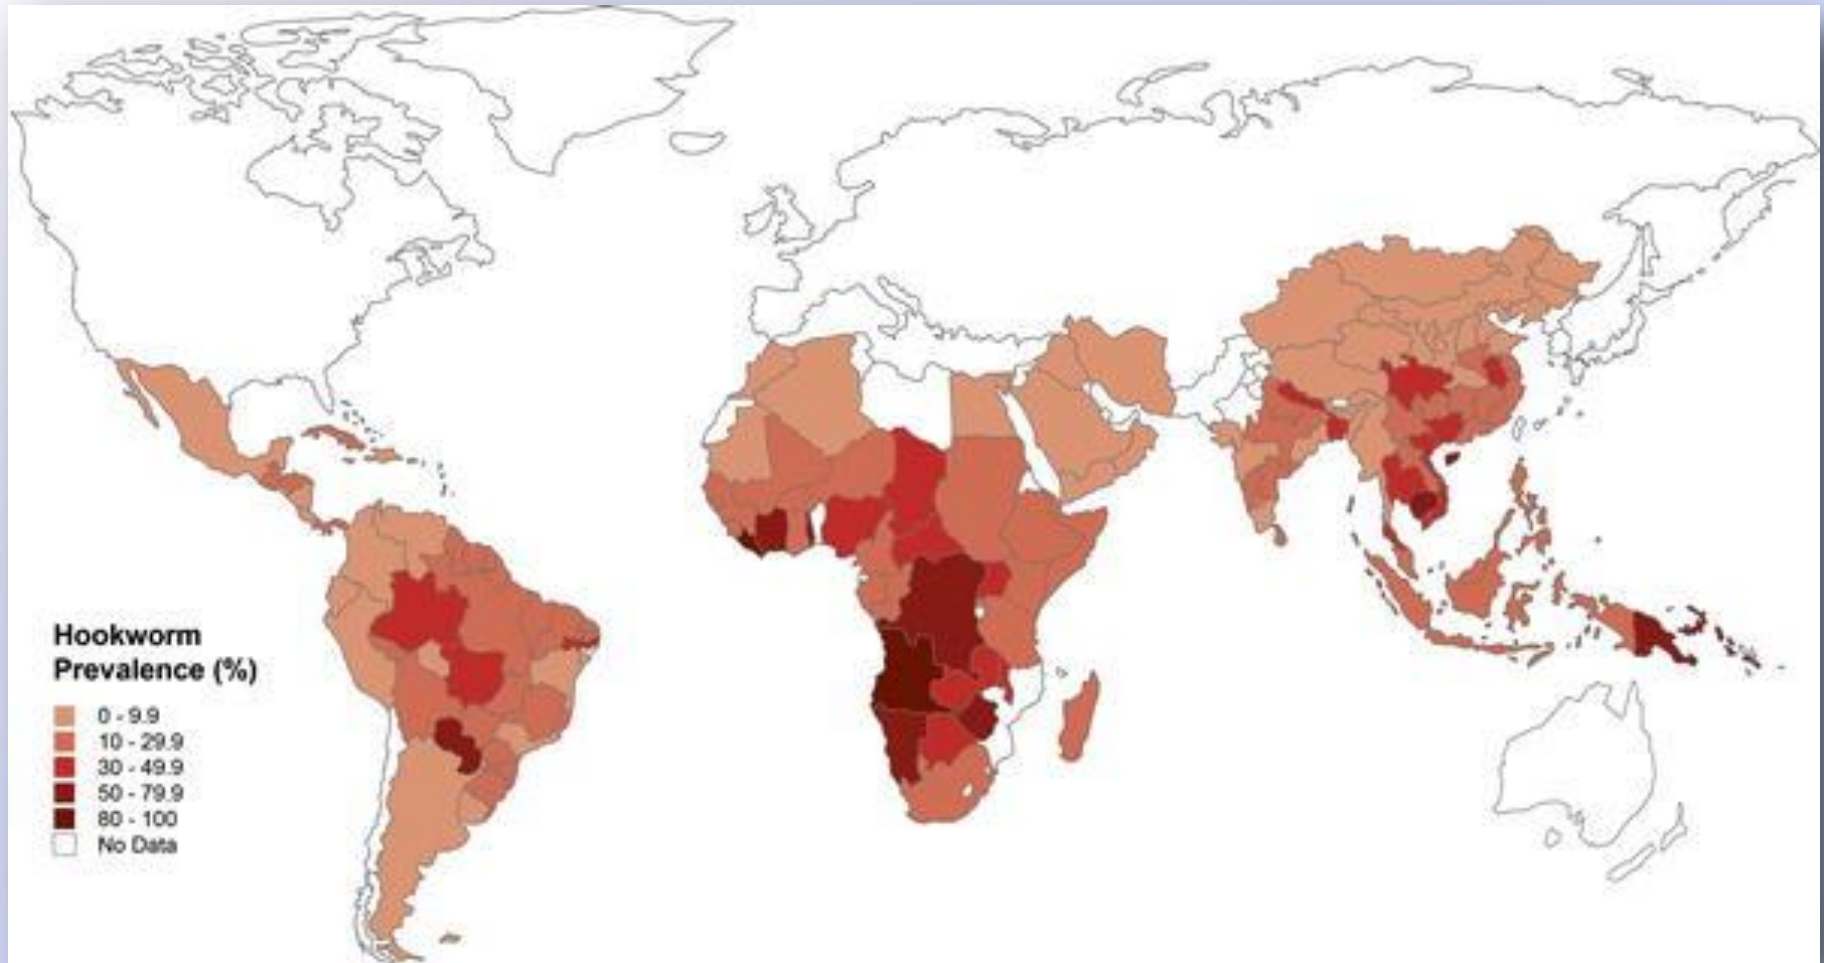 Hookworm
Prevalence (%)
0 - 9.9
10 - 29.9
30 - 49.9
50 - 79.9
80 - 100
No Data